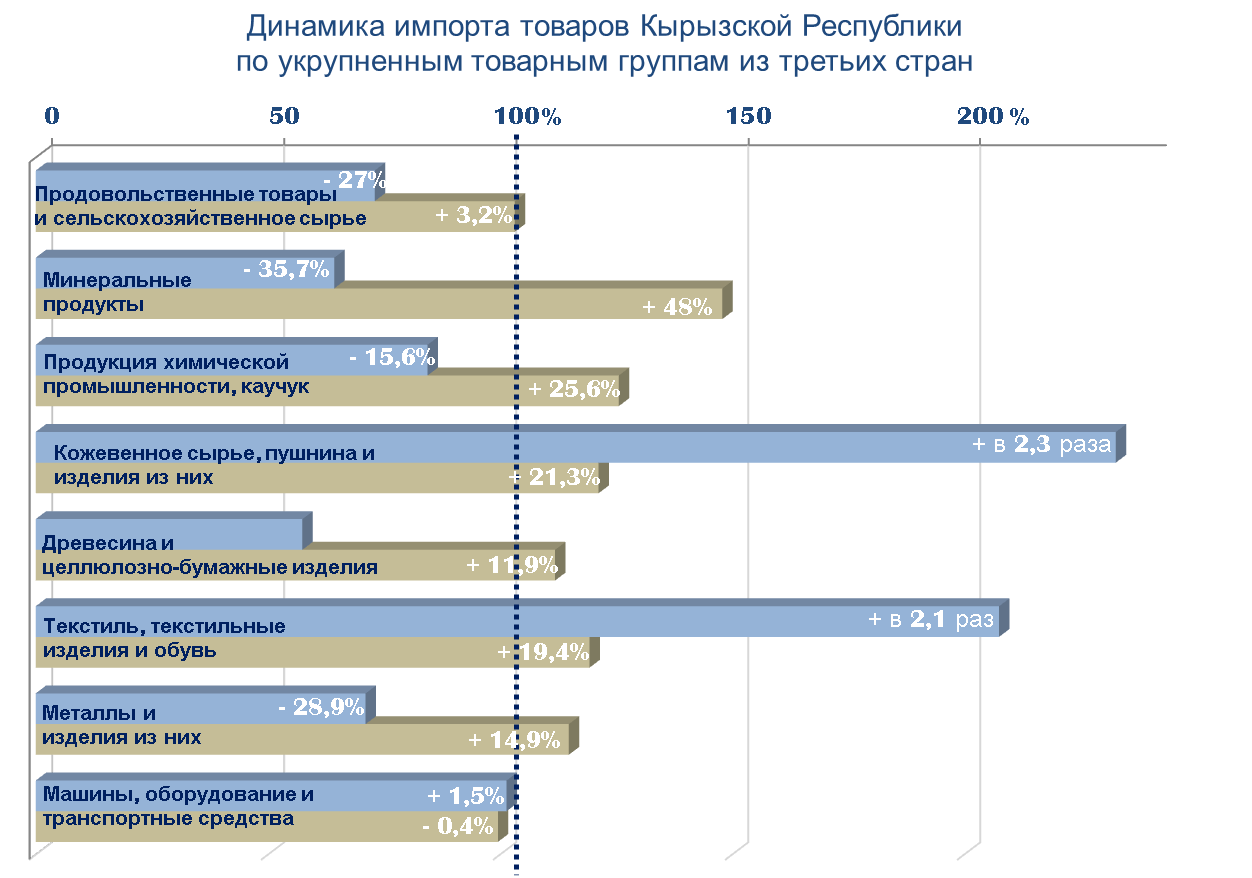 Динамика импорта товаров Кырызской Республики
по укрупненным товарным группам из третьих стран
0 50 100% 150 200 %
- 27%
Продовольственные товары
и сельскохозяйственное сырье
+ 3,2%
- 35,7%
Минеральные
продукты
+ 48%
- 15,6%
Продукция химической
промышленности, каучук
+ 25,6%
+ в 2,3 раза
Кожевенное сырье, пушнина и
изделия из них
+ 21,3%
Древесина и
целлюлозно-бумажные изделия
+ 11,9%
+ в 2,1 раз
Текстиль, текстильные
изделия и обувь
+ 19,4%
- 28,9%
Металлы и
изделия из них
+ 14,9%
Машины, оборудование и
+ 1,5%
транспортные средства
- 0,4%